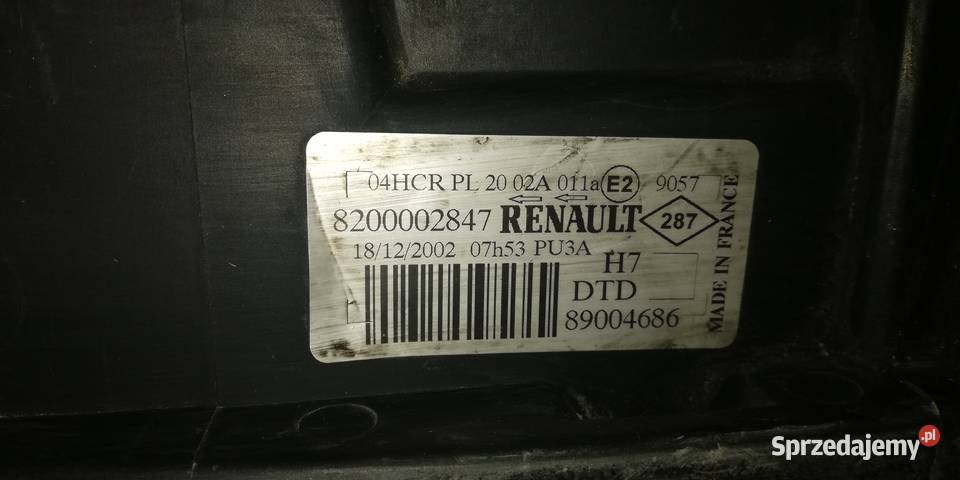 04HCR PL 20 02A 011a E2 9057
8200002847 RENAULT 287
18/12/2002 07h53 PU3A
H7
DTD
89004686
MADE IN FRANCE
Sprzedajemy.pl